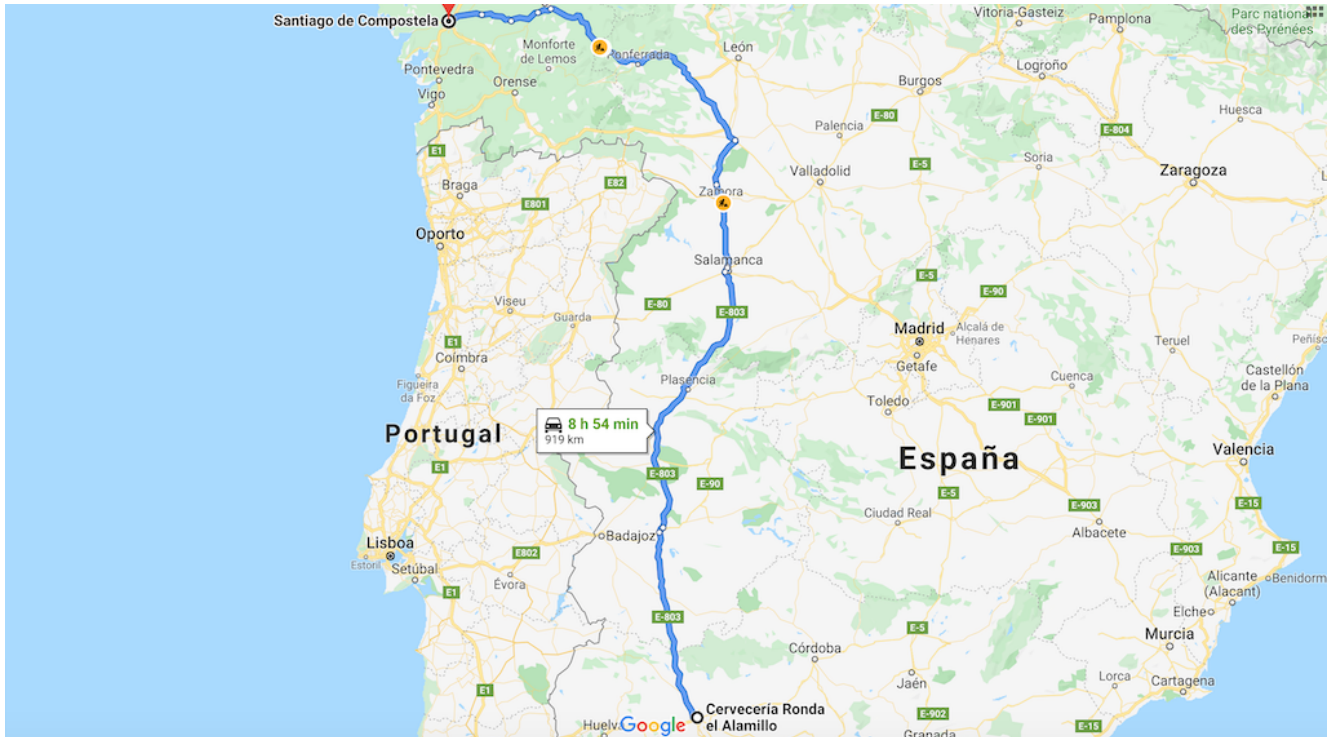 Santiago de Compostela
Vitoria-Gasteiz
Pamplona
Parc national
des Pyrénées
Monforte
de Lemos
Ponferrada
León
Logroño
Pontevedra
Orense
Burgos
Vigo
Huesca
E-80
Palencia
E-804
E1
E-5
Soria
Valladolid
Zaragoza
Braga
E82
Zamora
E801
Oporto
Salamanca
E-5
E-90
Viseu
E-80
E-803
Guarda
Madrid
Alcalá de
Henares
E1
Coímbra
Getafe
Teruel
Figueira
da Foz
Plasencia
Cuenca
Castellón
de la Plana
Toledo
E-901
E-901
8 h 54 min
919 km
Portugal
España
Valencia
E1
E-803
E-90
E-5
E-903
E-15
Ciudad Real
Albacete
Badajoz
Lisboa
E802
E-903
E-15
Estoril
Setúbal
Évora
Alicante
(Alacant)
Benidorm
E1
E-803
E-5
Elche
Murcia
Córdoba
Jaén
Lorca
Cartagena
E1
Cervecería Ronda
el Alamillo
Google
E-902
E-15
Granada